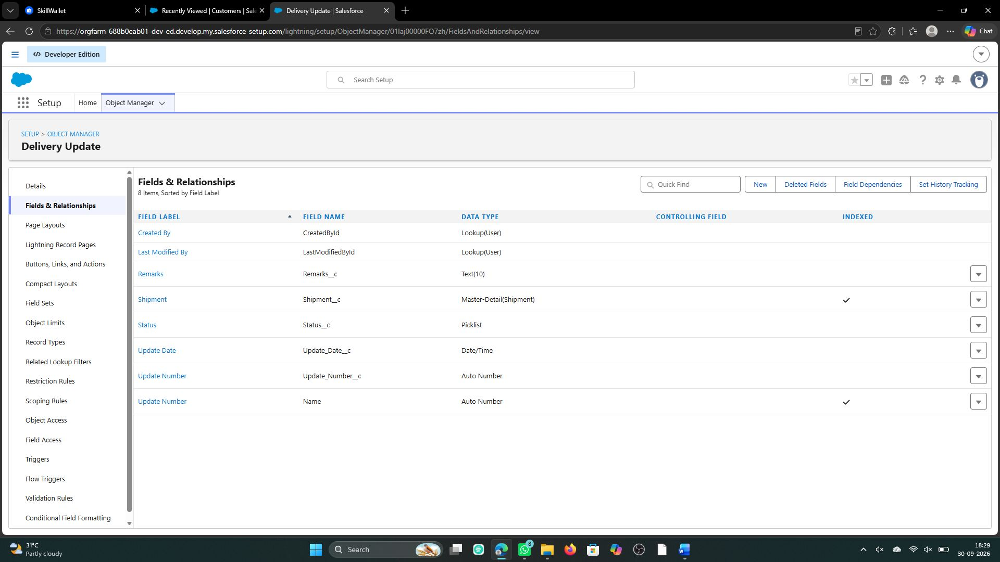 SkillWallet
Recently Viewed | Customers | Sale
Delivery Update | Salesforce
https://orgfarm-688b0eab01-dev-ed.develop.my.salesforce-setup.com/lightning/setup/ObjectManager/01Iaj00000FQ7zh/FieldsAndRelationships/view
Chat
Developer Edition
Search Setup
Setup
Home
Object Manager
SETUP > OBJECT MANAGER
Delivery Update
Details
Fields & Relationships
Page Layouts
Lightning Record Pages
Buttons, Links, and Actions
Compact Layouts
Field Sets
Object Limits
Record Types
Related Lookup Filters
Restriction Rules
Scoping Rules
Object Access
Field Access
Triggers
Flow Triggers
Validation Rules
Conditional Field Formatting
Fields & Relationships
8 Items, Sorted by Field Label
Quick Find
New
Deleted Fields
Field Dependencies
Set History Tracking
FIELD LABEL FIELD NAME DATA TYPE CONTROLLING FIELD INDEXED
Created By CreatedById Lookup(User)
Last Modified By LastModifiedById Lookup(User)
Remarks Remarks__c Text(10)
Shipment Shipment__c Master-Detail(Shipment)
Status Status__c Picklist
Update Date Update_Date__c Date/Time
Update Number Update_Number__c Auto Number
Update Number Name Auto Number
31°C
Partly cloudy
Search
8
18:29
30-09-2026